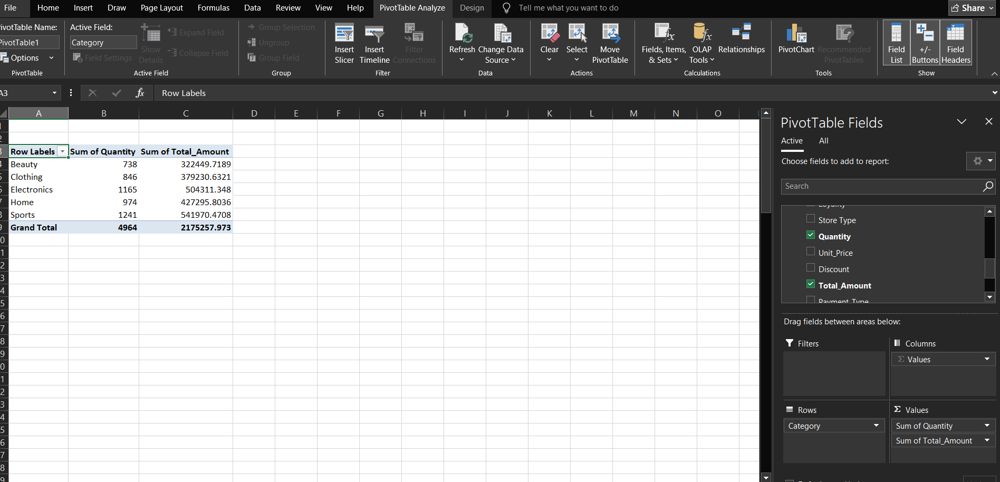 File Home Insert Draw Page Layout Formulas Data Review View Help PivotTable Analyze Design Tell me what you want to do Share
ivotTable Name:
PivotTable1
Options
PivotTable
Active Field:
Category
Field Settings
Show Details
Expand Field
Collapse Field
Active Field
Group Selection
Ungroup
Group Field
Group
Insert Slicer
Insert Timeline
Filter Connections
Filter
Refresh
Change Data Source
Data
Clear
Select
Move PivotTable
Actions
Fields, Items, & Sets
OLAP Tools
Relationships
Calculations
PivotChart
Recommended PivotTables
Tools
Field List
+/- Buttons
Field Headers
Show
A3 fx Row Labels
A B C D E F G H I J K L M N O
Row Labels Sum of Quantity Sum of Total_Amount
Beauty 738 322449.7189
Clothing 846 379230.6321
Electronics 1165 504311.348
Home 974 427295.8036
Sports 1241 541970.4708
Grand Total 4964 2175257.973
PivotTable Fields
Active All
Choose fields to add to report:
Search
Store Type
Quantity
Unit_Price
Discount
Total_Amount
Payment_Type
Drag fields between areas below:
Filters
Columns
Σ Values
Rows
Category
Σ Values
Sum of Quantity
Sum of Total_Amount